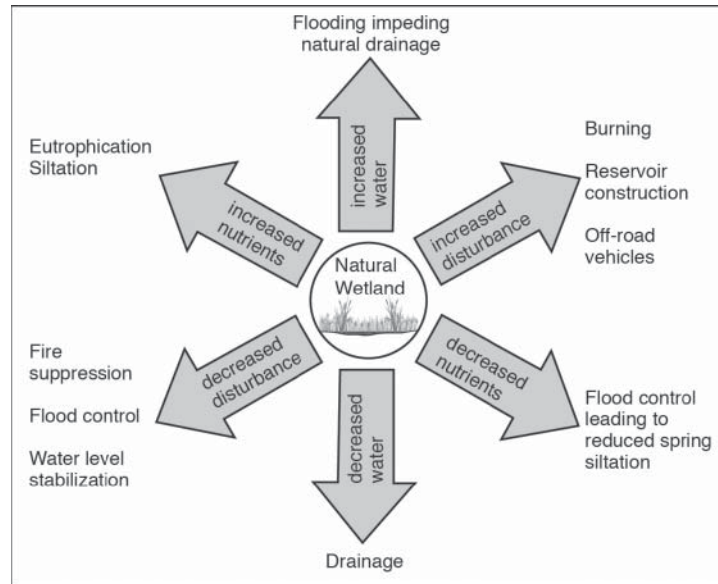 Flooding impeding
natural drainage
increased
water
Eutrophication
Siltation
increased
nutrients
Burning
Reservoir
construction
Off-road
vehicles
increased
disturbance
Natural
Wetland
Fire
suppression
Flood control
Water level
stabilization
decreased
disturbance
decreased
nutrients
Flood control
leading to
reduced spring
siltation
decreased
water
Drainage